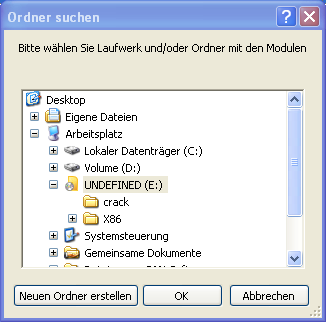 Ordner suchen
Bitte wählen Sie Laufwerk und/oder Ordner mit den Modulen
Desktop
Eigene Dateien
Arbeitsplatz
Lokaler Datenträger (C:)
Volume (D:)
UNDEFINED (E:)
crack
X86
Systemsteuerung
Gemeinsame Dokumente
Neuen Ordner erstellen OK Abbrechen